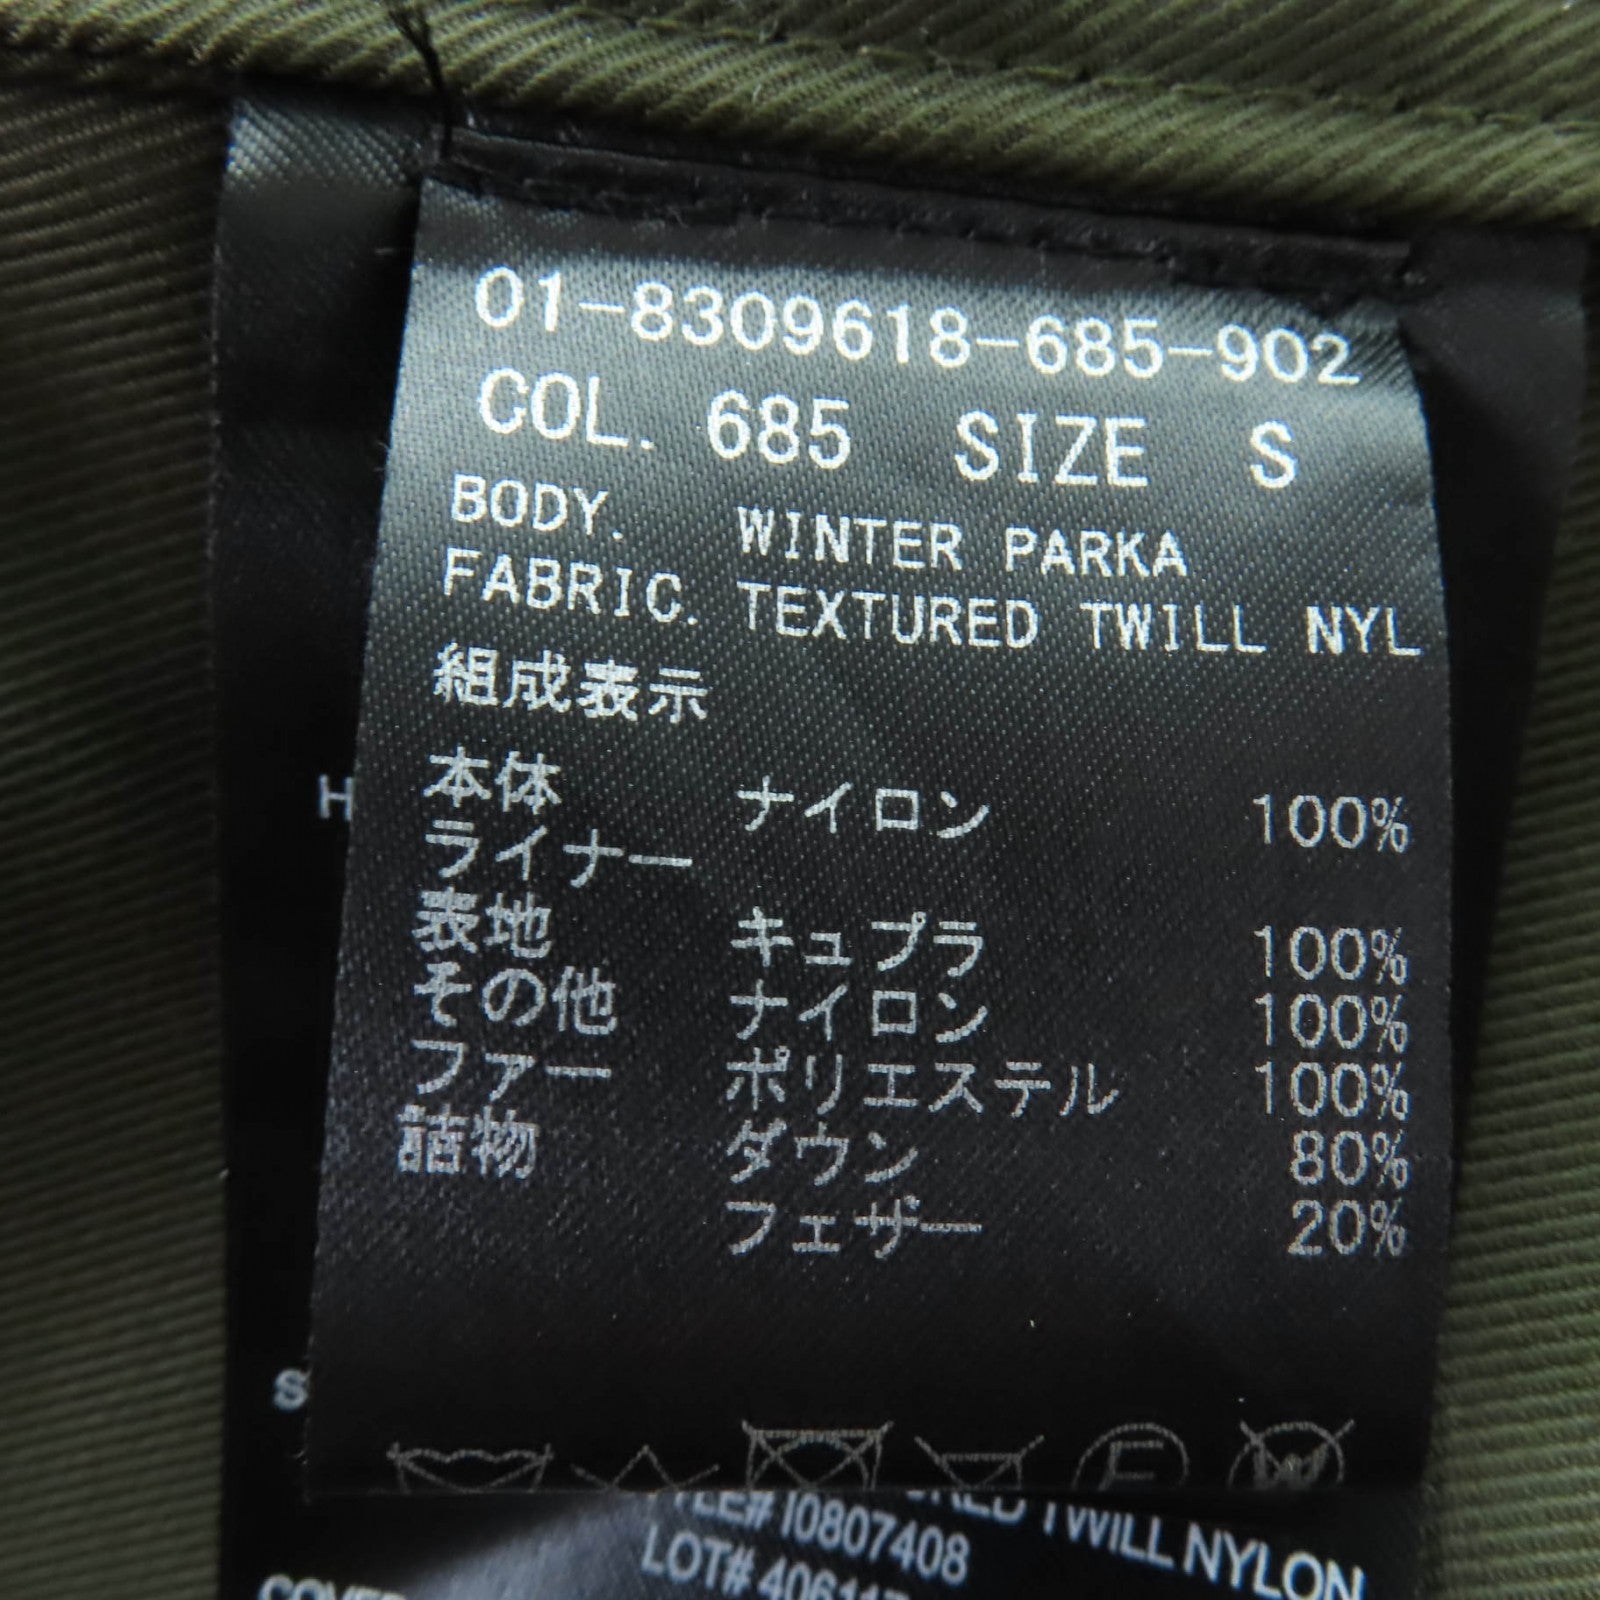 01-8309618-685-902
COL. 685 SIZE S
BODY. WINTER PARKA
FABRIC. TEXTURED TWILL NYL
組成表示
本体 ナイロン 100%
ライナー
表地 キュプラ 100%
その他 ナイロン 100%
ファー ポリエステル 100%
詰物 ダウン 80%
フェザー 20%
H
S
TWILL NYLON
I0807408
LOT#